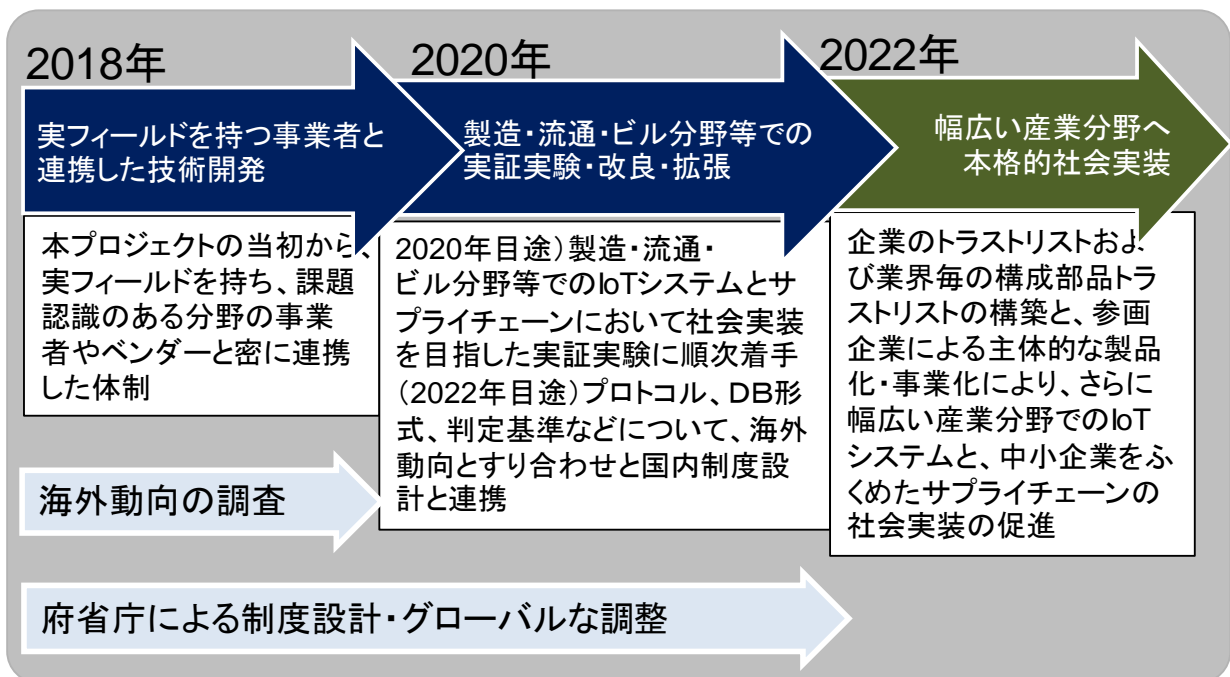 2018年
実フィールドを持つ事業者と
連携した技術開発
本プロジェクトの当初から、
実フィールドを持ち、課題
認識のある分野の事業
者やベンダーと密に連携
した体制
2020年
製造・流通・ビル分野等での
実証実験・改良・拡張
2020年目途）製造・流通・
ビル分野等でのIoTシステムとサ
プライチェーンにおいて社会実装
を目指した実証実験に順次着手
（2022年目途）プロトコル、DB形
式、判定基準などについて、海外
動向とすり合わせと国内制度設
計と連携
2022年
幅広い産業分野へ
本格的社会実装
企業のトラストリストおよ
び業界毎の構成部品トラ
ストリストの構築と、参画
企業による主体的な製品
化・事業化により、さらに
幅広い産業分野でのIoT
システムと、中小企業をふ
くめたサプライチェーンの
社会実装の促進
海外動向の調査
府省庁による制度設計・グローバルな調整